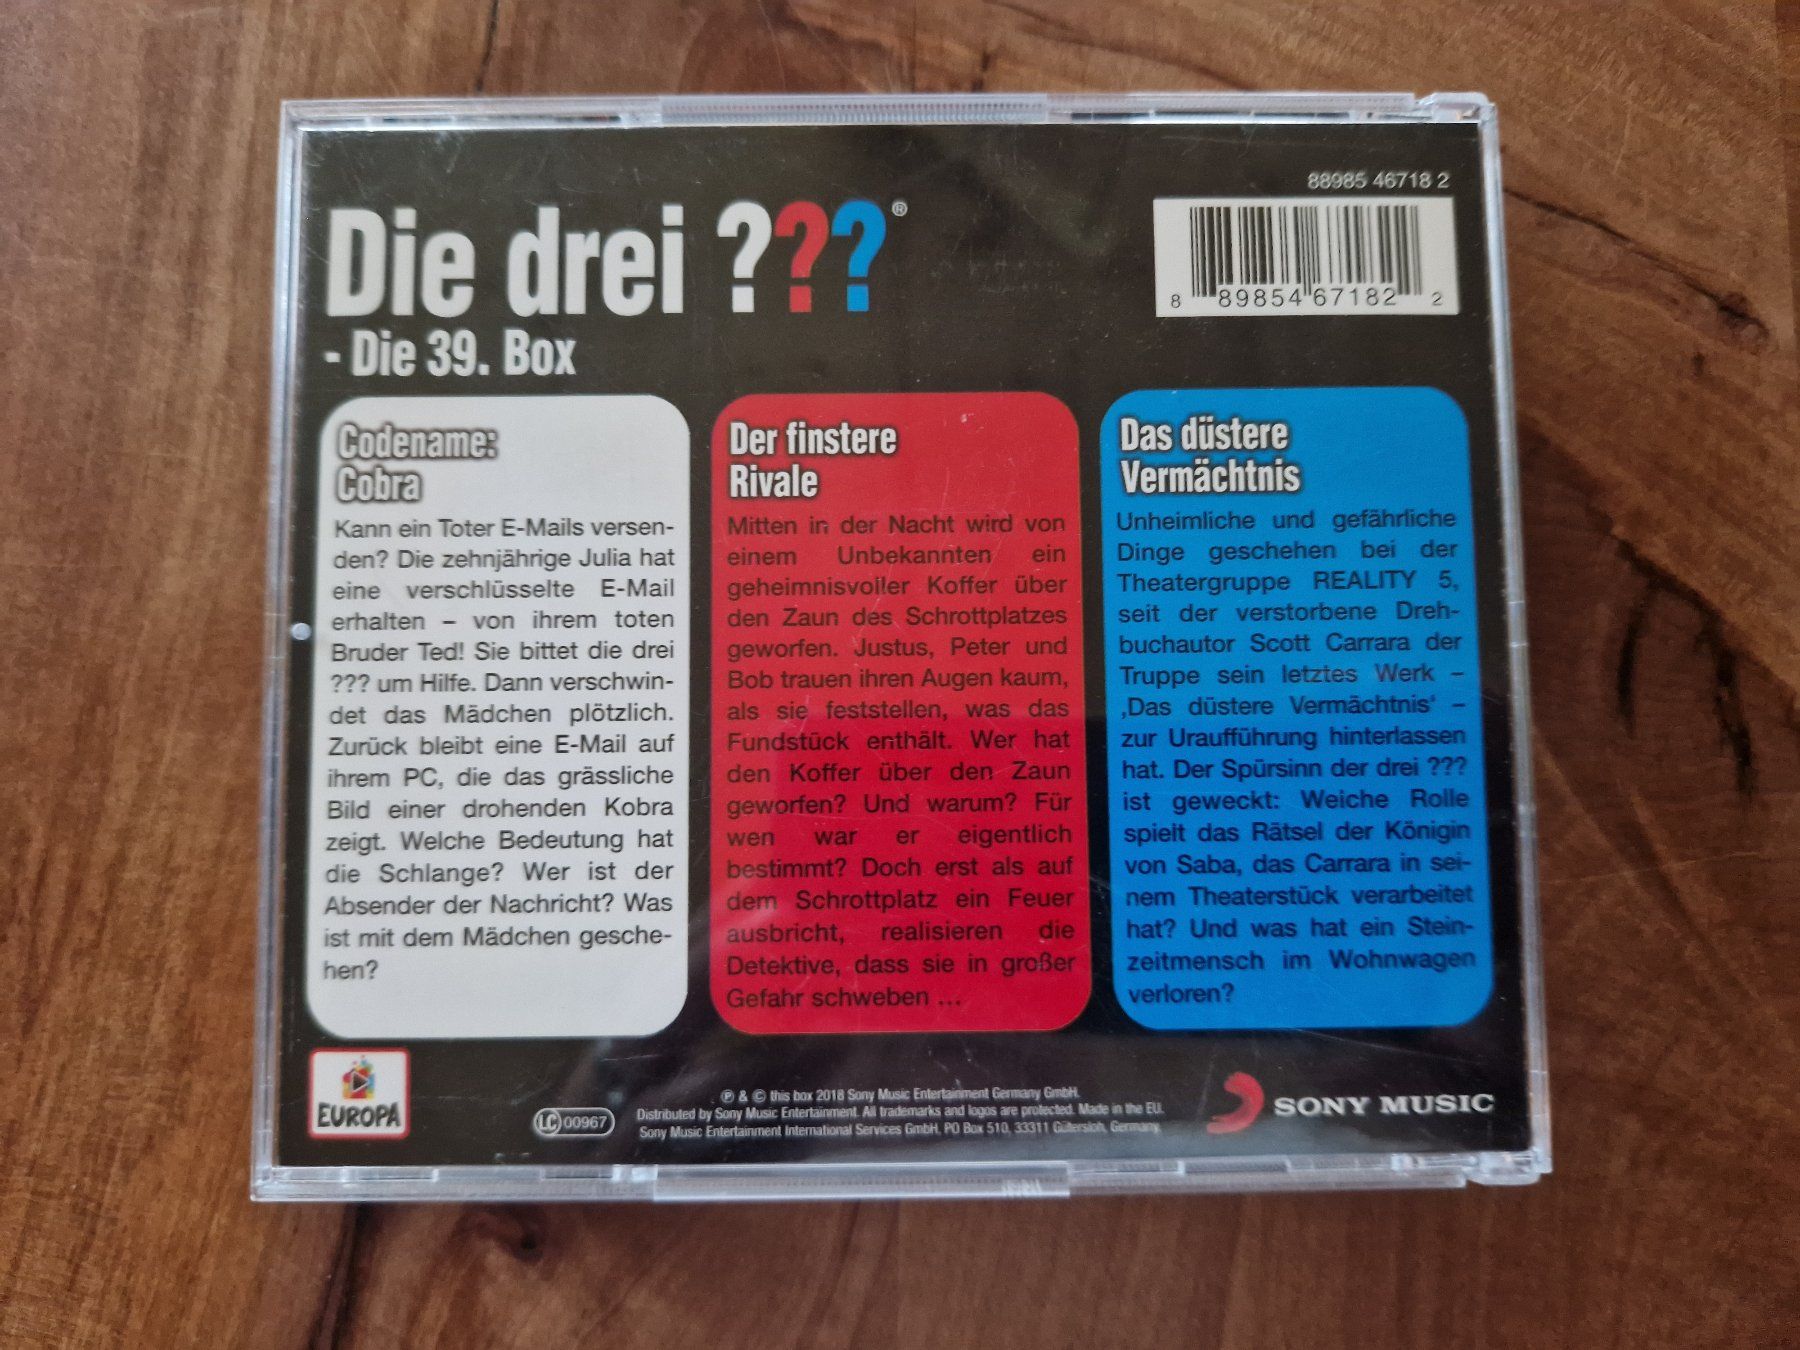 88985 46718 2
Die drei ???®
- Die 39. Box
8 89854 67182 2
Codename:
Cobra
Kann ein Toter E-Mails versen-
den? Die zehnjährige Julia hat
eine verschlüsselte E-Mail
erhalten – von ihrem toten
Bruder Ted! Sie bittet die drei
??? um Hilfe. Dann verschwin-
det das Mädchen plötzlich.
Zurück bleibt eine E-Mail auf
ihrem PC, die das grässliche
Bild einer drohenden Kobra
zeigt. Welche Bedeutung hat
die Schlange? Wer ist der
Absender der Nachricht? Was
ist mit dem Mädchen gesche-
hen?
Der finstere
Rivale
Mitten in der Nacht wird von
einem Unbekannten ein
geheimnisvoller Koffer über
den Zaun des Schrottplatzes
geworfen. Justus, Peter und
Bob trauen ihren Augen kaum,
als sie feststellen, was das
Fundstück enthält. Wer hat
den Koffer über den Zaun
geworfen? Und warum? Für
wen war er eigentlich
bestimmt? Doch erst als auf
dem Schrottplatz ein Feuer
ausbricht, realisieren die
Detektive, dass sie in großer
Gefahr schweben ...
Das düstere
Vermächtnis
Unheimliche und gefährliche
Dinge geschehen bei der
Theatergruppe REALITY 5,
seit der verstorbene Dreh-
buchautor Scott Carrara der
Truppe sein letztes Werk –
‚Das düstere Vermächtnis‘ –
zur Uraufführung hinterlassen
hat. Der Spürsinn der drei ???
ist geweckt: Welche Rolle
spielt das Rätsel der Königin
von Saba, das Carrara in sei-
nem Theaterstück verarbeitet
hat? Und was hat ein Stein-
zeitmensch im Wohnwagen
verloren?
EUROPA
LC 00967
℗ & © this box 2018 Sony Music Entertainment Germany GmbH.
Distributed by Sony Music Entertainment. All trademarks and logos are protected. Made in the EU.
Sony Music Entertainment International Services GmbH, PO Box 510, 33311 Gütersloh, Germany.
SONY MUSIC